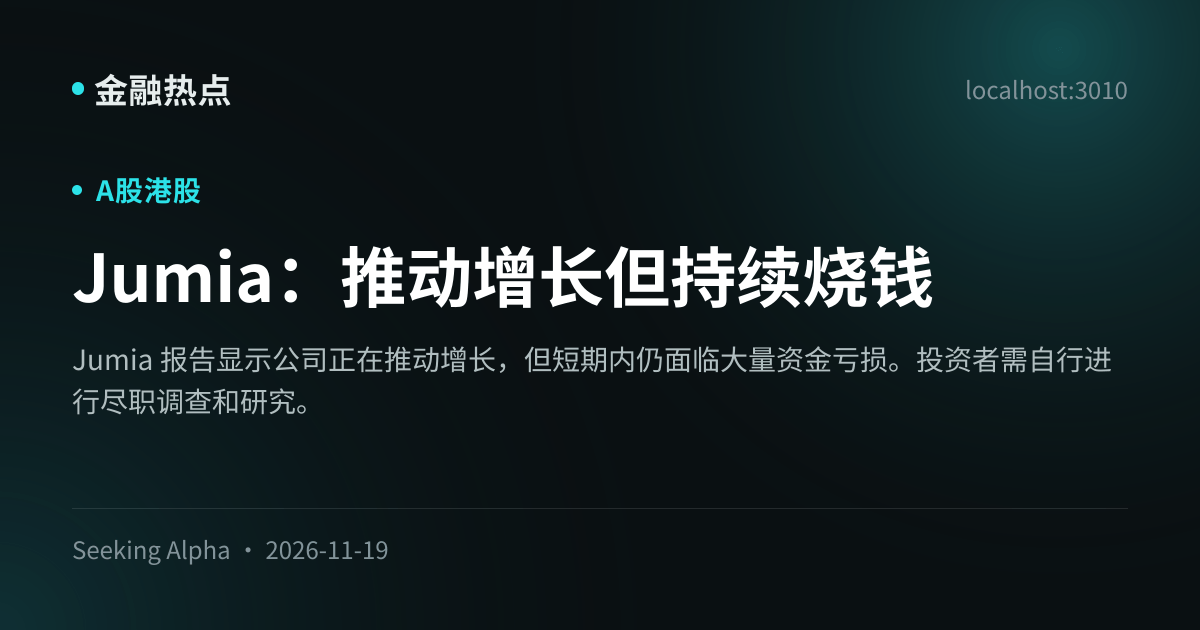 金融热点
localhost:3010
A股港股
Jumia：推动增长但持续烧钱
Jumia 报告显示公司正在推动增长，但短期内仍面临大量资金亏损。投资者需自行进
行尽职调查和研究。
Seeking Alpha · 2026-11-19